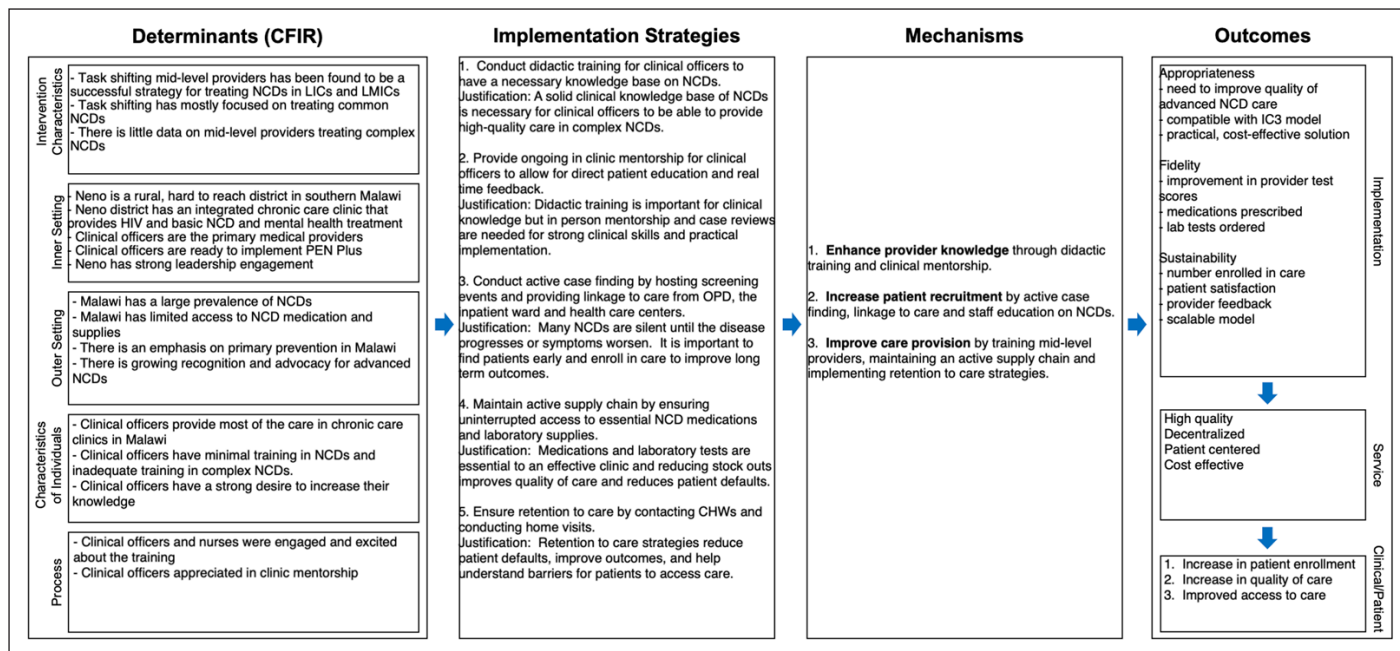 Determinants (CFIR)
Intervention
Characteristics
- Task shifting mid-level providers has been found to be a
successful strategy for treating NCDs in LICs and LMICs
- Task shifting has mostly focused on treating common
NCDs
- There is little data on mid-level providers treating complex
NCDs
Inner Setting
- Neno is a rural, hard to reach district in southern Malawi
- Neno district has an integrated chronic care clinic that
provides HIV and basic NCD and mental health treatment
- Clinical officers are the primary medical providers
- Clinical officers are ready to implement PEN Plus
- Neno has strong leadership engagement
Outer Setting
- Malawi has a large prevalence of NCDs
- Malawi has limited access to NCD medication and
supplies
- There is an emphasis on primary prevention in Malawi
- There is growing recognition and advocacy for advanced
NCDs
Characteristics
of Individuals
- Clinical officers provide most of the care in chronic care
clinics in Malawi
- Clinical officers have minimal training in NCDs and
inadequate training in complex NCDs.
- Clinical officers have a strong desire to increase their
knowledge
Process
- Clinical officers and nurses were engaged and excited
about the training
- Clinical officers appreciated in clinic mentorship
Implementation Strategies
1. Conduct didactic training for clinical officers to
have a necessary knowledge base on NCDs.
Justification: A solid clinical knowledge base of NCDs
is necessary for clinical officers to be able to provide
high-quality care in complex NCDs.
2. Provide ongoing in clinic mentorship for clinical
officers to allow for direct patient education and real
time feedback.
Justification: Didactic training is important for clinical
knowledge but in person mentorship and case reviews
are needed for strong clinical skills and practical
implementation.
3. Conduct active case finding by hosting screening
events and providing linkage to care from OPD, the
inpatient ward and health care centers.
Justification: Many NCDs are silent until the disease
progresses or symptoms worsen. It is important to
find patients early and enroll in care to improve long
term outcomes.
4. Maintain active supply chain by ensuring
uninterrupted access to essential NCD medications
and laboratory supplies.
Justification: Medications and laboratory tests are
essential to an effective clinic and reducing stock outs
improves quality of care and reduces patient defaults.
5. Ensure retention to care by contacting CHWs and
conducting home visits.
Justification: Retention to care strategies reduce
patient defaults, improve outcomes, and help
understand barriers for patients to access care.
Mechanisms
1. Enhance provider knowledge through didactic
training and clinical mentorship.
2. Increase patient recruitment by active case
finding, linkage to care and staff education on NCDs.
3. Improve care provision by training mid-level
providers, maintaining an active supply chain and
implementing retention to care strategies.
Outcomes
Appropriateness
- need to improve quality of
advanced NCD care
- compatible with IC3 model
- practical, cost-effective solution
Fidelity
- improvement in provider test
scores
- medications prescribed
- lab tests ordered
Sustainability
- number enrolled in care
- patient satisfaction
- provider feedback
- scalable model
Implementation
High quality
Decentralized
Patient centered
Cost effective
Service
1. Increase in patient enrollment
2. Increase in quality of care
3. Improved access to care
Clinical/Patient